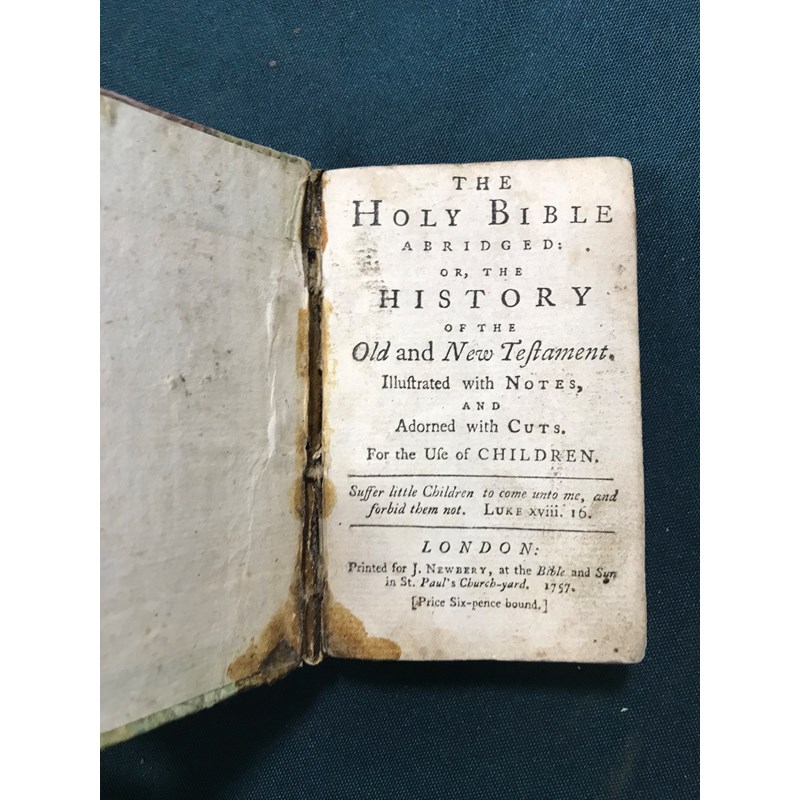 THE
HOLY BIBLE
ABRIDGED:
OR, THE
HISTORY
OF THE
Old and New Teſtament.
Illuſtrated with NOTES,
AND
Adorned with CUTS.
For the Uſe of CHILDREN.
Suffer little Children to come unto me, and
forbid them not. LUKE xviii. 16.
LONDON:
Printed for J. NEWBERY, at the Bible and Sun
in St. Paul's Church-yard. 1757.
[Price Six-pence bound.]